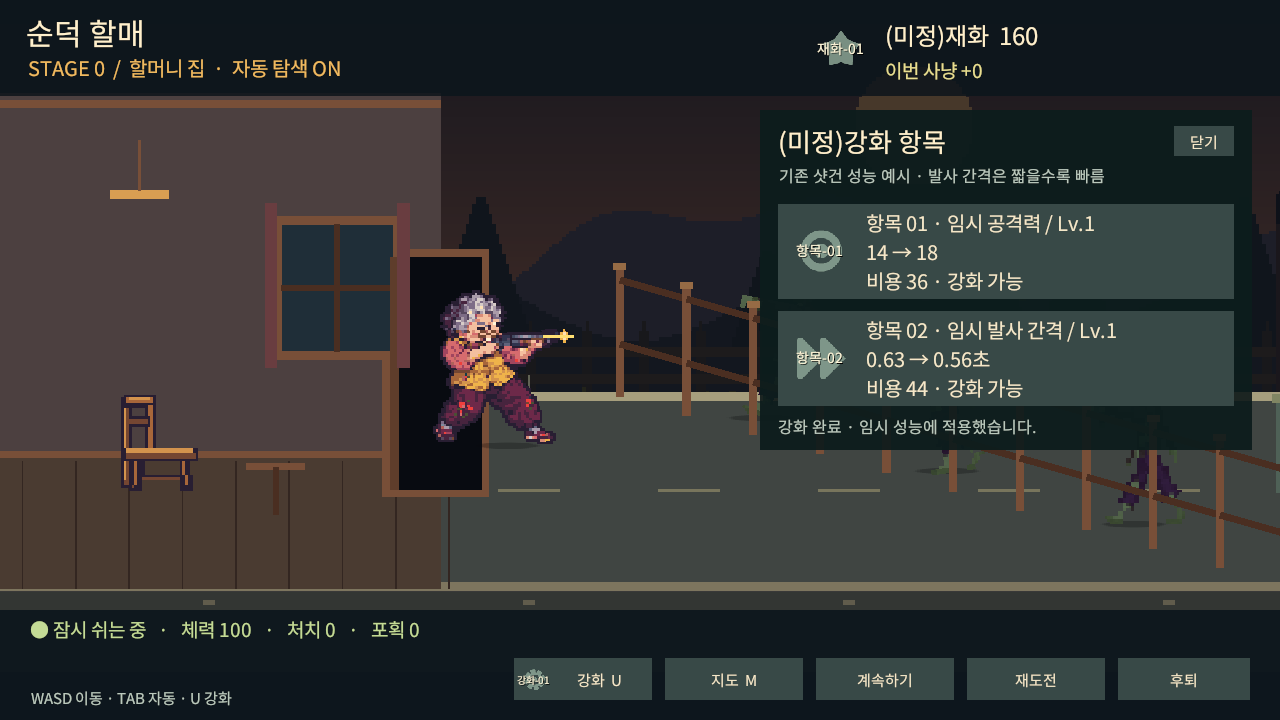 순덕 할매
STAGE 0 / 할머니 집 · 자동 탐색 ON
재화-01
(미정)재화 160
이번 사냥 +0
(미정)강화 항목
닫기
기존 샷건 성능 예시 · 발사 간격은 짧을수록 빠름
항목-01
항목 01 · 임시 공격력 / Lv.1
14 → 18
비용 36 · 강화 가능
항목-02
항목 02 · 임시 발사 간격 / Lv.1
0.63 → 0.56초
비용 44 · 강화 가능
강화 완료 · 임시 성능에 적용했습니다.
잠시 쉬는 중 · 체력 100 · 처치 0 · 포획 0
WASD 이동 · TAB 자동 · U 강화
강화-01
강화 U
지도 M
계속하기
재도전
후퇴